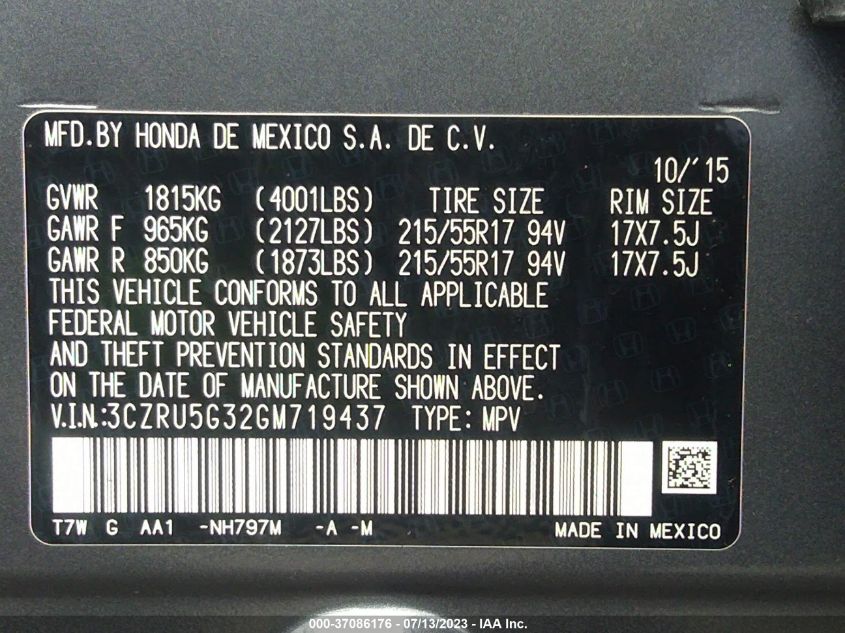 MFD.BY HONDA DE MEXICO S.A. DE C.V.
10/'15
GVWR 1815KG (4001LBS) TIRE SIZE RIM SIZE
GAWR F 965KG (2127LBS) 215/55R17 94V 17X7.5J
GAWR R 850KG (1873LBS) 215/55R17 94V 17X7.5J
THIS VEHICLE CONFORMS TO ALL APPLICABLE
FEDERAL MOTOR VEHICLE SAFETY
AND THEFT PREVENTION STANDARDS IN EFFECT
ON THE DATE OF MANUFACTURE SHOWN ABOVE.
V.I.N.:3CZRU5G32GM719437 TYPE: MPV
T7W G AA1 -NH797M -A -M MADE IN MEXICO
000-37086176 - 07/13/2023 - IAA Inc.